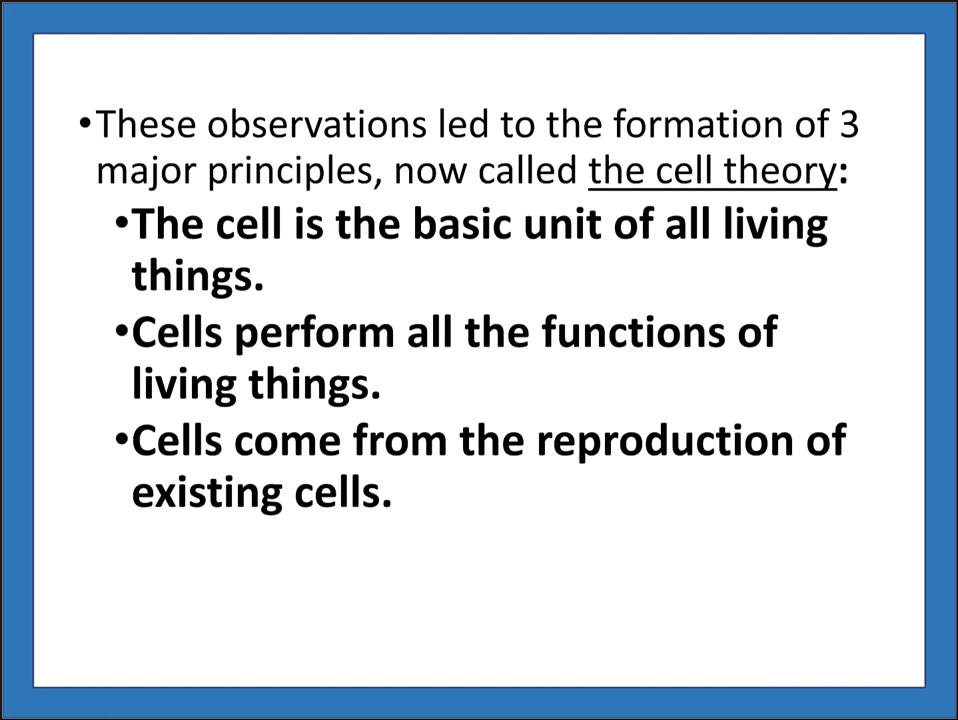 •These observations led to the formation of 3
major principles, now called the cell theory:
•The cell is the basic unit of all living
things.
•Cells perform all the functions of
living things.
•Cells come from the reproduction of
existing cells.